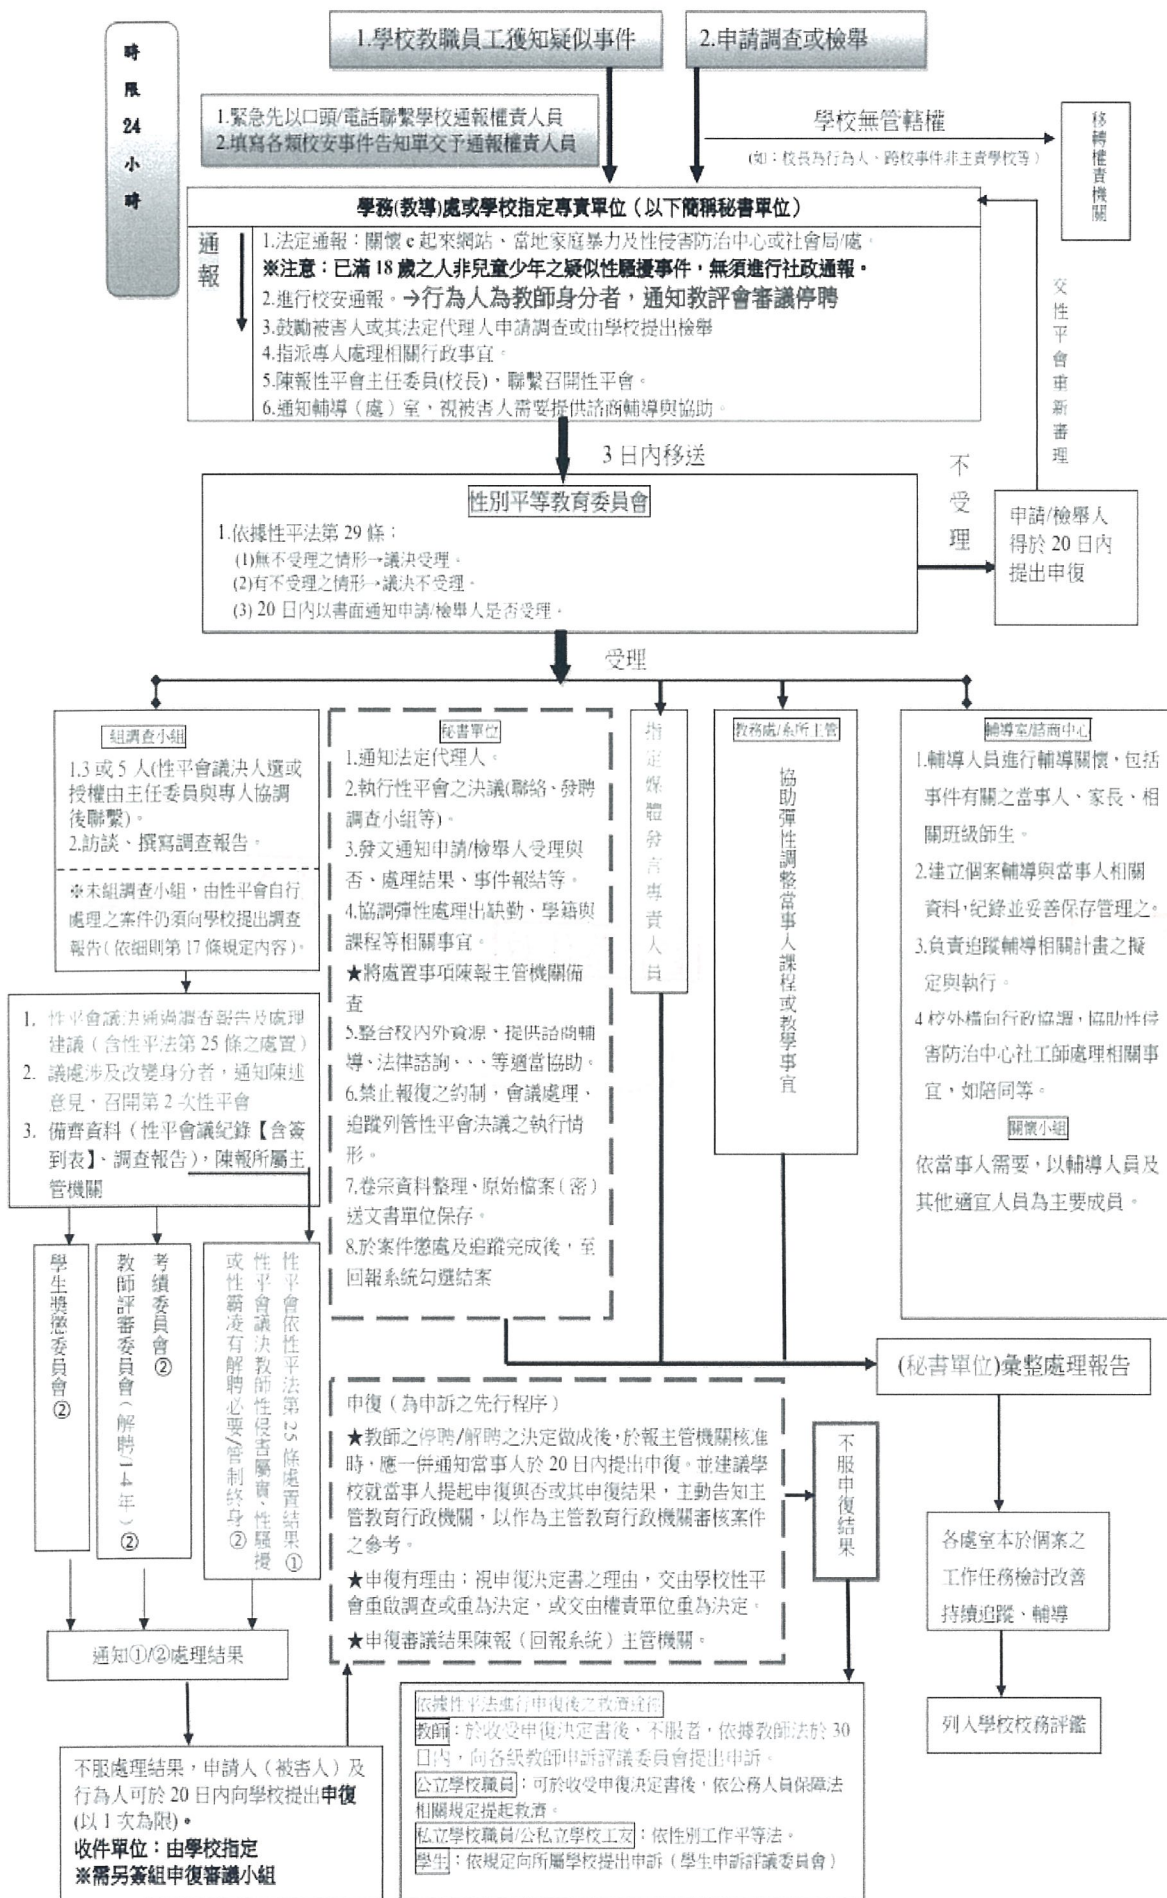 時
限
24
小
時
1.學校教職員工獲知疑似事件
2.申請調查或檢舉
1.緊急先以口頭/電話聯繫學校通報權責人員
2.填寫各類校安事件告知單交予通報權責人員
學校無管轄權
(如：校長為行為人、跨校事件非主責學校等)
移轉權責機關
學務(教導)處或學校指定專責單位（以下簡稱秘書單位）
通報
1.法定通報：關懷 e 起來網站、當地家庭暴力及性侵害防治中心或社會局/處。
※注意：已滿 18 歲之人非兒童少年之疑似性騷擾事件，無須進行社政通報。
2.進行校安通報。→行為人為教師身分者，通知教評會審議停聘
3.鼓勵被害人或其法定代理人申請調查或由學校提出檢舉
4.指派專人處理相關行政事宜。
5.陳報性平會主任委員(校長)，聯繫召開性平會。
6.通知輔導（處）室，視被害人需要提供諮商輔導與協助。
交性平會重新審理
3 日內移送
性別平等教育委員會
1.依據性平法第 29 條：
(1)無不受理之情形→議決受理。
(2)有不受理之情形→議決不受理。
(3) 20 日內以書面通知申請/檢舉人是否受理。
不受理
申請/檢舉人
得於 20 日內
提出申復
受理
組調查小組
1.3 或 5 人(性平會議決人選或
授權由主任委員與專人協調
後聯繫)。
2.訪談、撰寫調查報告。
※未組調查小組，由性平會自行
處理之案件仍須向學校提出調查
報告(依細則第 17 條規定內容)。
1. 性平會議決通過調查報告及處理
建議（含性平法第 25 條之處置）
2. 議處涉及改變身分者，通知陳述
意見，召開第 2 次性平會
3. 備齊資料（性平會議紀錄【含簽
到表】、調查報告)，陳報所屬主
管機關
學生獎懲委員會②
考績委員會②
教師評審委員會（解聘/14年）②
性平會依性平法第 25 條處置結果①
性平會議決教師性侵害屬實、性騷擾
或性霸凌有解聘必要/管制終身②
通知①/②處理結果
不服處理結果，申請人（被害人）及
行為人可於 20 日內向學校提出申復
(以 1 次為限)。
收件單位：由學校指定
※需另簽組申復審議小組
秘書單位
1.通知法定代理人。
2.執行性平會之決議(聯絡、發聘
調查小組等)。
3.發文通知申請/檢舉人受理與
否、處理結果、事件報結等。
4.協調彈性處理出缺勤、學籍與
課程等相關事宜。
★將處置事項陳報主管機關備
查
5.整合校內外資源、提供諮商輔
導、法律諮詢、、、等適當協助。
6.禁止報復之約制，會議處理、
追蹤列管性平會決議之執行情
形。
7.卷宗資料整理、原始檔案（密）
送文書單位保存。
8.於案件懲處及追蹤完成後，至
回報系統勾選結案
指定媒體發言專責人員
教務處/系所主管
協助彈性調整當事人課程或教學事宜
輔導室/諮商中心
1.輔導人員進行輔導關懷，包括
事件有關之當事人、家長、相
關班級師生。
2.建立個案輔導與當事人相關
資料，紀錄並妥善保存管理之。
3.負責追蹤輔導相關計畫之擬
定與執行。
4.校外橫向行政協調，協助性侵
害防治中心社工師處理相關事
宜，如陪同等。
關懷小組
依當事人需要，以輔導人員及
其他適宜人員為主要成員。
(秘書單位)彙整處理報告
各處室本於個案之
工作任務檢討改善
持續追蹤、輔導
列入學校校務評鑑
申復（為申訴之先行程序）
★教師之停聘/解聘之決定做成後，於報主管機關核准
時，應一併通知當事人於 20 日內提出申復。並建議學
校就當事人提起申復與否或其申復結果，主動告知主
管教育行政機關，以作為主管教育行政機關審核案件
之參考。
★申復有理由；視申復決定書之理由，交由學校性平
會重啟調查或重為決定，或交由權責單位重為決定。
★申復審議結果陳報（回報系統）主管機關。
不服申復結果
依據性平法進行申復後之救濟途徑
教師：於收受申復決定書後，不服者，依據教師法於 30
日內，向各級教師申訴評議委員會提出申訴。
公立學校職員：可於收受申復決定書後，依公務人員保障法
相關規定提起救濟。
私立學校職員/公私立學校工友：依性別工作平等法。
學生：依規定向所屬學校提出申訴（學生申訴評議委員會）